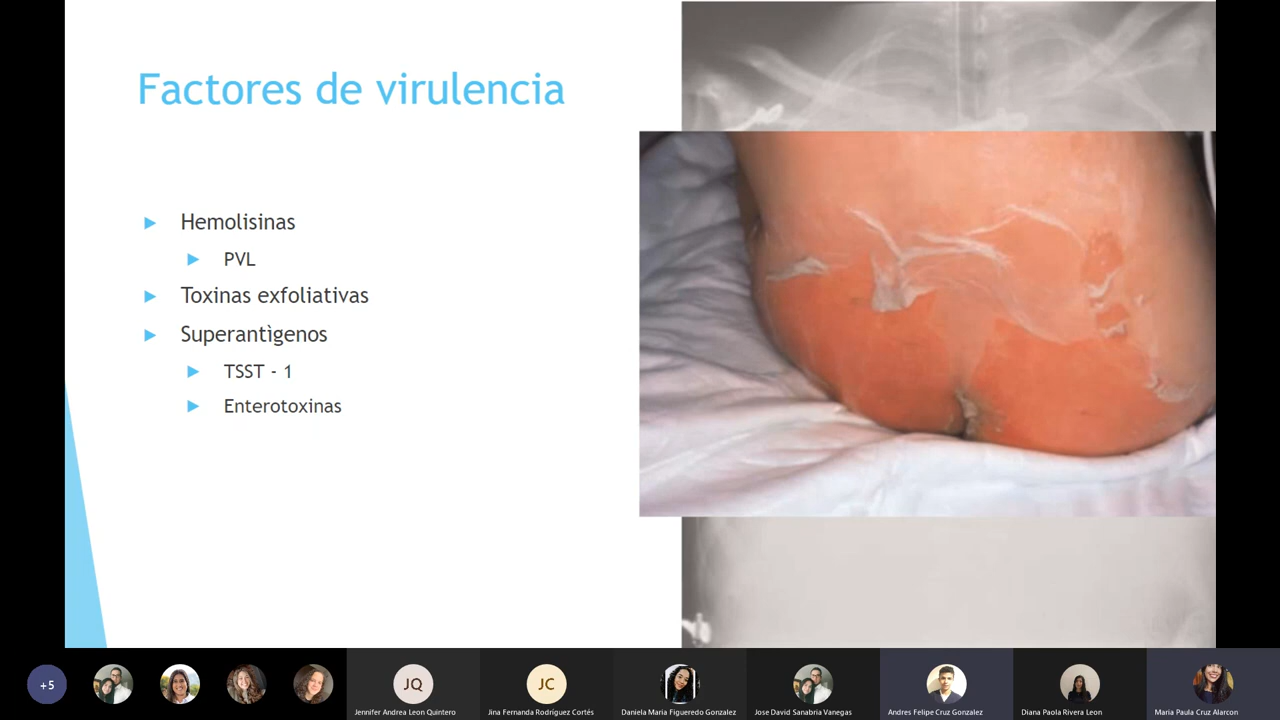 Factores de virulencia
Hemolisinas
PVL
Toxinas exfoliativas
Superantìgenos
TSST - 1
Enterotoxinas
+5
JQ
JC
Jennifer Andrea Leon Quintero
Jina Fernanda Rodríguez Cortés
Daniela Maria Figueredo Gonzalez
Jose David Sanabria Vanegas
Andres Felipe Cruz Gonzalez
Diana Paola Rivera Leon
Maria Paula Cruz Alarcon